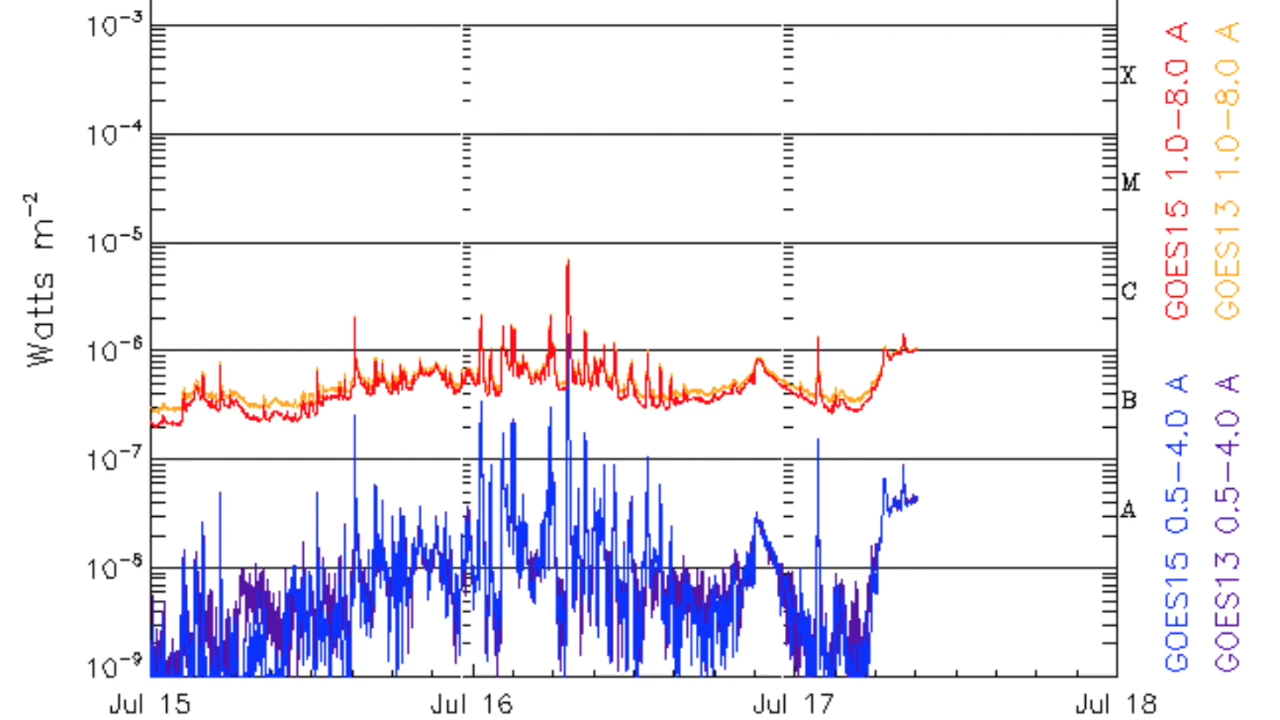 10⁻³
10⁻⁴
10⁻⁵
10⁻⁶
10⁻⁷
10⁻⁸
10⁻⁹
Watts m⁻²
X
M
C
B
A
Jul 15 Jul 16 Jul 17 Jul 18
GOES15 1.0-8.0 A
GOES13 1.0-8.0 A
GOES15 0.5-4.0 A
GOES13 0.5-4.0 A